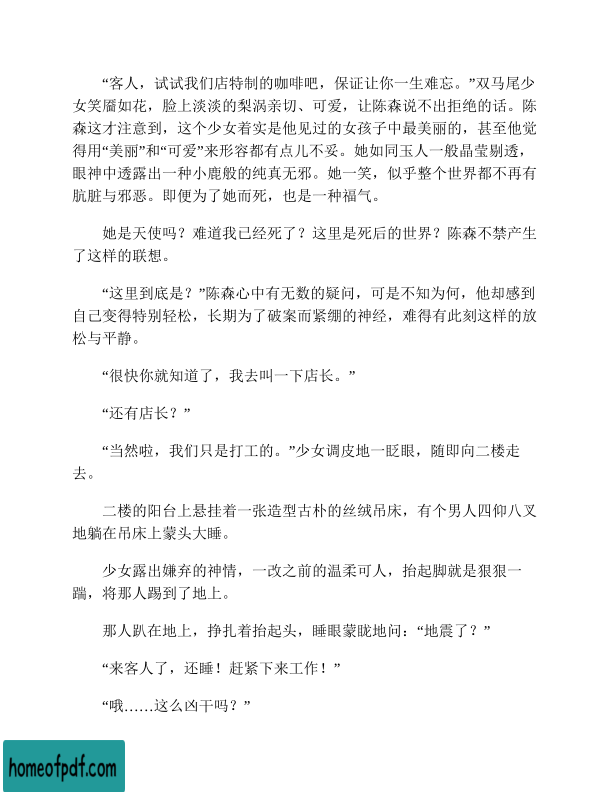 “客人，试试我们店特制的咖啡吧，保证让你一生难忘。”双马尾少
女笑靥如花，脸上淡淡的梨涡亲切、可爱，让陈森说不出拒绝的话。陈
森这才注意到，这个少女着实是他见过的女孩子中最美丽的，甚至他觉
得用“美丽”和“可爱”来形容都有点儿不妥。她如同玉人一般晶莹剔透，
眼神中透露出一种小鹿般的纯真无邪。她一笑，似乎整个世界都不再有
肮脏与邪恶。即便为了她而死，也是一种福气。
她是天使吗？难道我已经死了？这里是死后的世界？陈森不禁产生
了这样的联想。
“这里到底是？”陈森心中有无数的疑问，可是不知为何，他却感到
自己变得特别轻松，长期为了破案而紧绷的神经，难得有此刻这样的放
松与平静。
“很快你就知道了，我去叫一下店长。”
“还有店长？”
“当然啦，我们只是打工的。”少女调皮地一眨眼，随即向二楼走
去。
二楼的阳台上悬挂着一张造型古朴的丝绒吊床，有个男人四仰八叉
地躺在吊床上蒙头大睡。
少女露出嫌弃的神情，一改之前的温柔可人，抬起脚就是狠狠一
踹，将那人踢到了地上。
那人趴在地上，挣扎着抬起头，睡眼蒙眬地问：“地震了？”
“来客人了，还睡！赶紧下来工作！”
“哦……这么凶干吗？”
homeofpdf.com